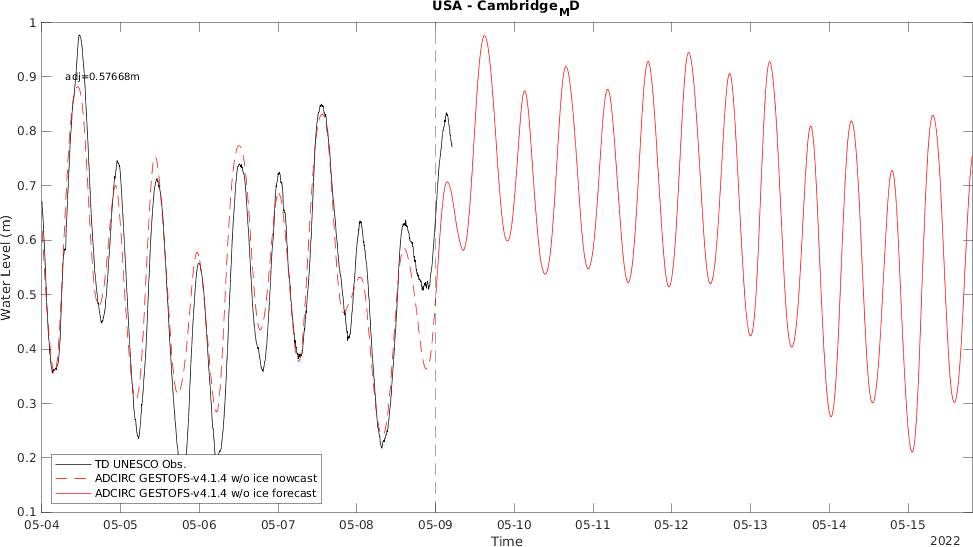 USA - Cambridge_MD
1
0.9
0.8
0.7
0.6
0.5
0.4
0.3
0.2
0.1
Water Level (m)
adj=0.57668m
TD UNESCO Obs.
ADCIRC GESTOFS-v4.1.4 w/o ice nowcast
ADCIRC GESTOFS-v4.1.4 w/o ice forecast
05-04 05-05 05-06 05-07 05-08 05-09 05-10 05-11 05-12 05-13 05-14 05-15
Time
2022